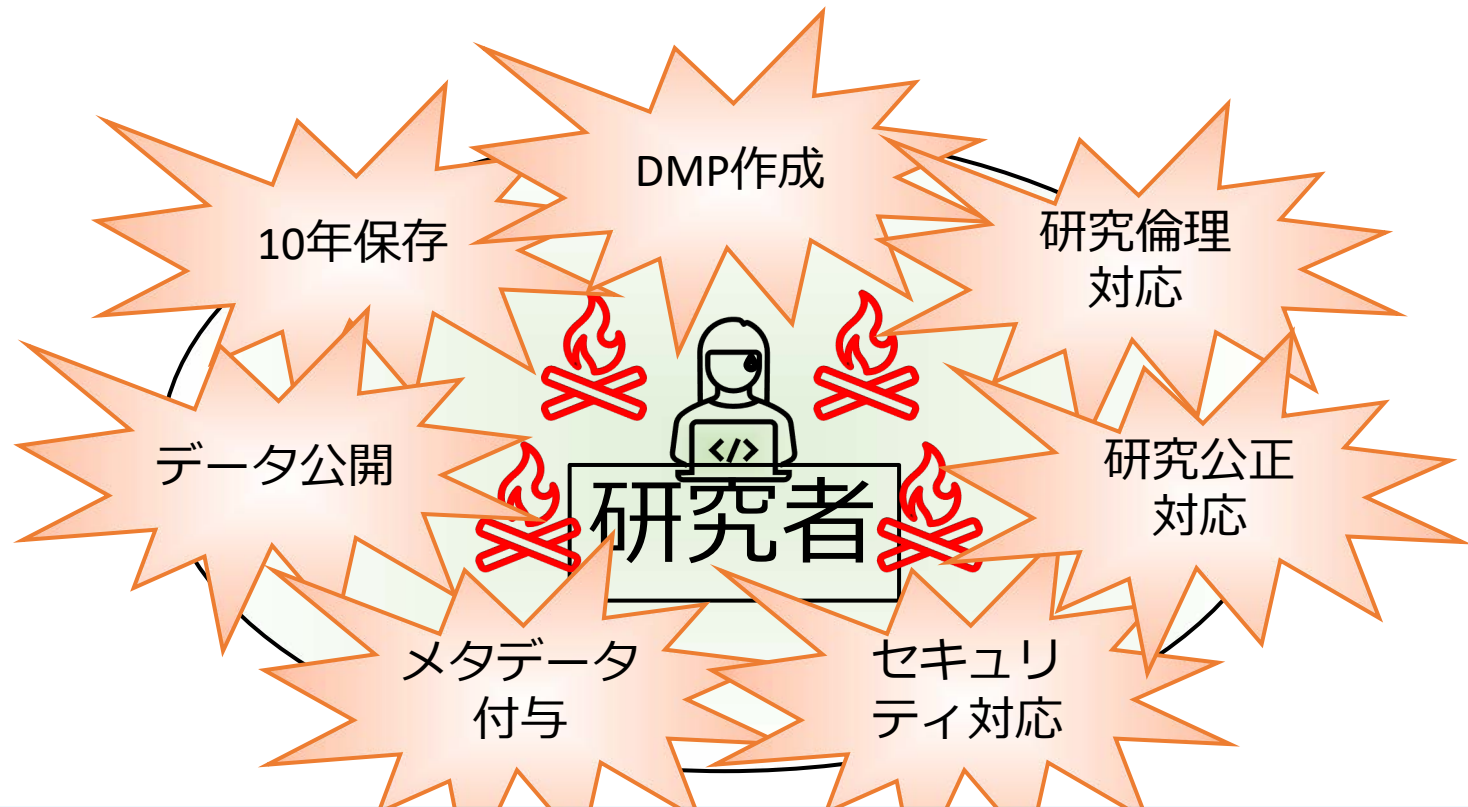 DMP作成
10年保存
研究倫理
対応
データ公開
</>
研究公正
対応
研究者
メタデータ
付与
セキュリ
ティ対応